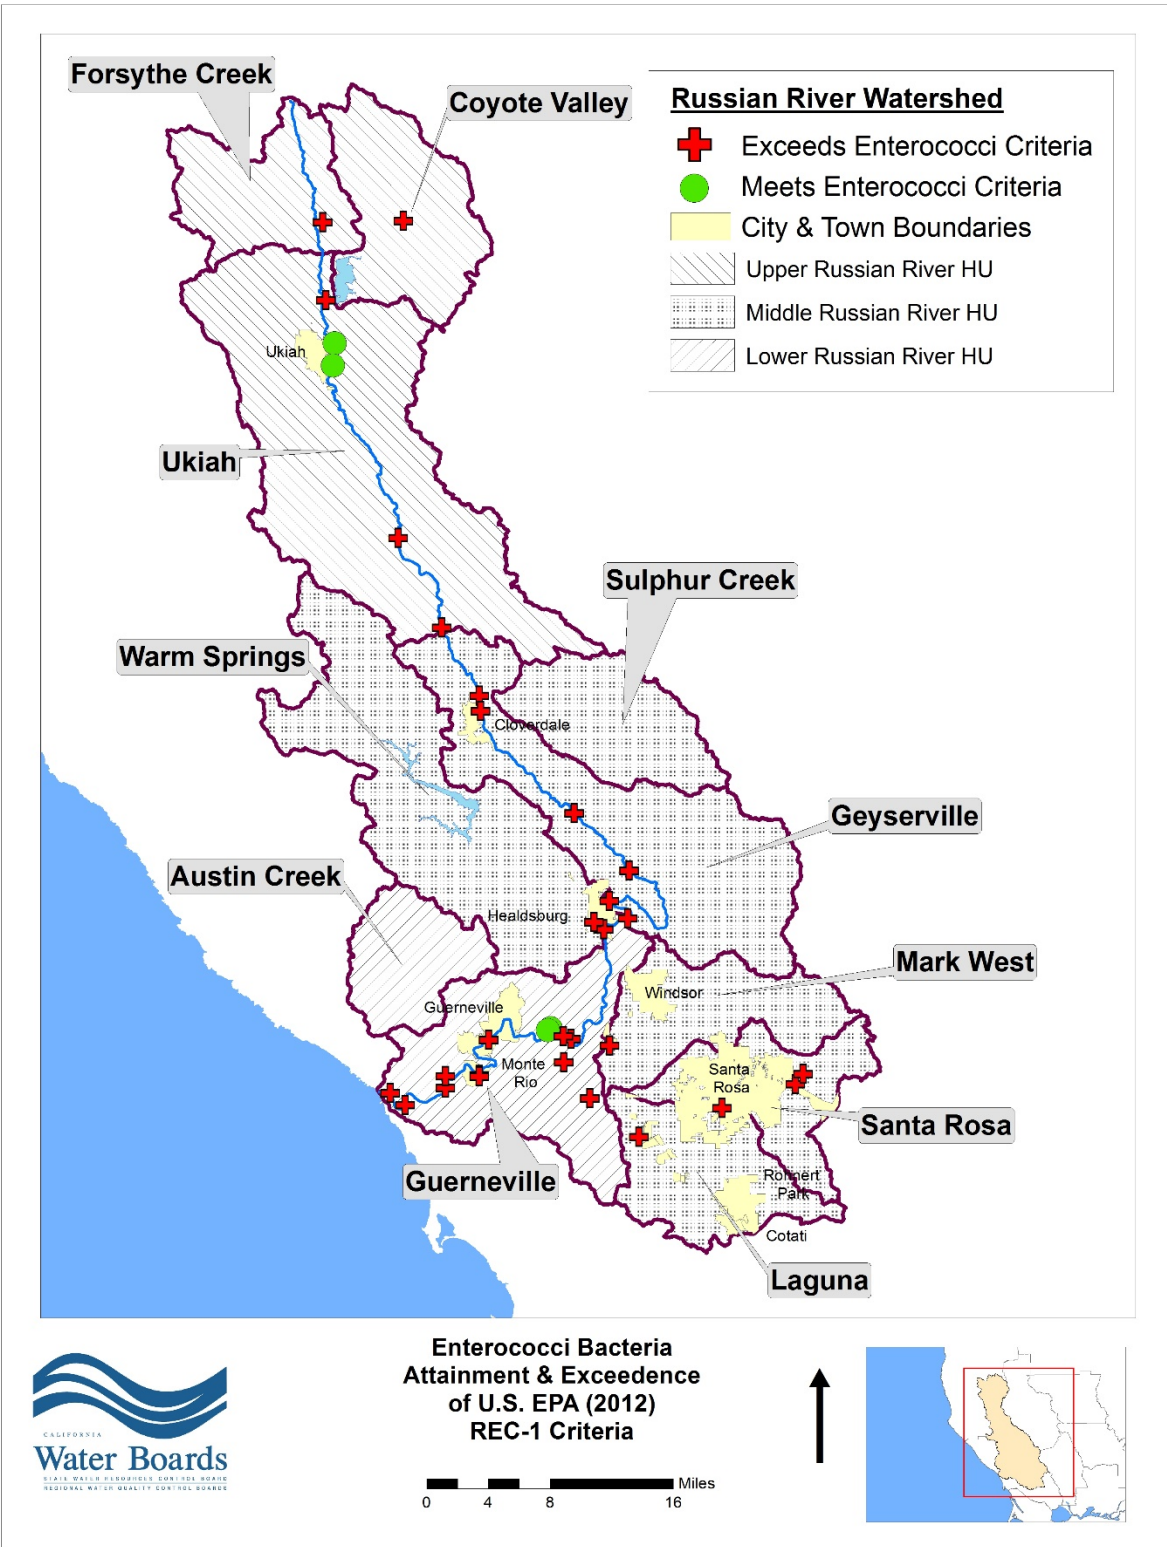 Forsythe Creek
Coyote Valley
Russian River Watershed
Exceeds Enterococci Criteria
Meets Enterococci Criteria
City & Town Boundaries
Upper Russian River HU
Middle Russian River HU
Lower Russian River HU
Ukiah
Ukiah
Sulphur Creek
Warm Springs
Cloverdale
Geyserville
Austin Creek
Healdsburg
Mark West
Windsor
Guerneville
Monte
Rio
Santa
Rosa
Santa Rosa
Guerneville
Rohnert
Park
Cotati
Laguna
Enterococci Bacteria
Attainment & Exceedence
of U.S. EPA (2012)
REC-1 Criteria
Miles
0 4 8 16
CALIFORNIA
Water Boards
STATE WATER RESOURCES CONTROL BOARD
REGIONAL WATER QUALITY CONTROL BOARDS